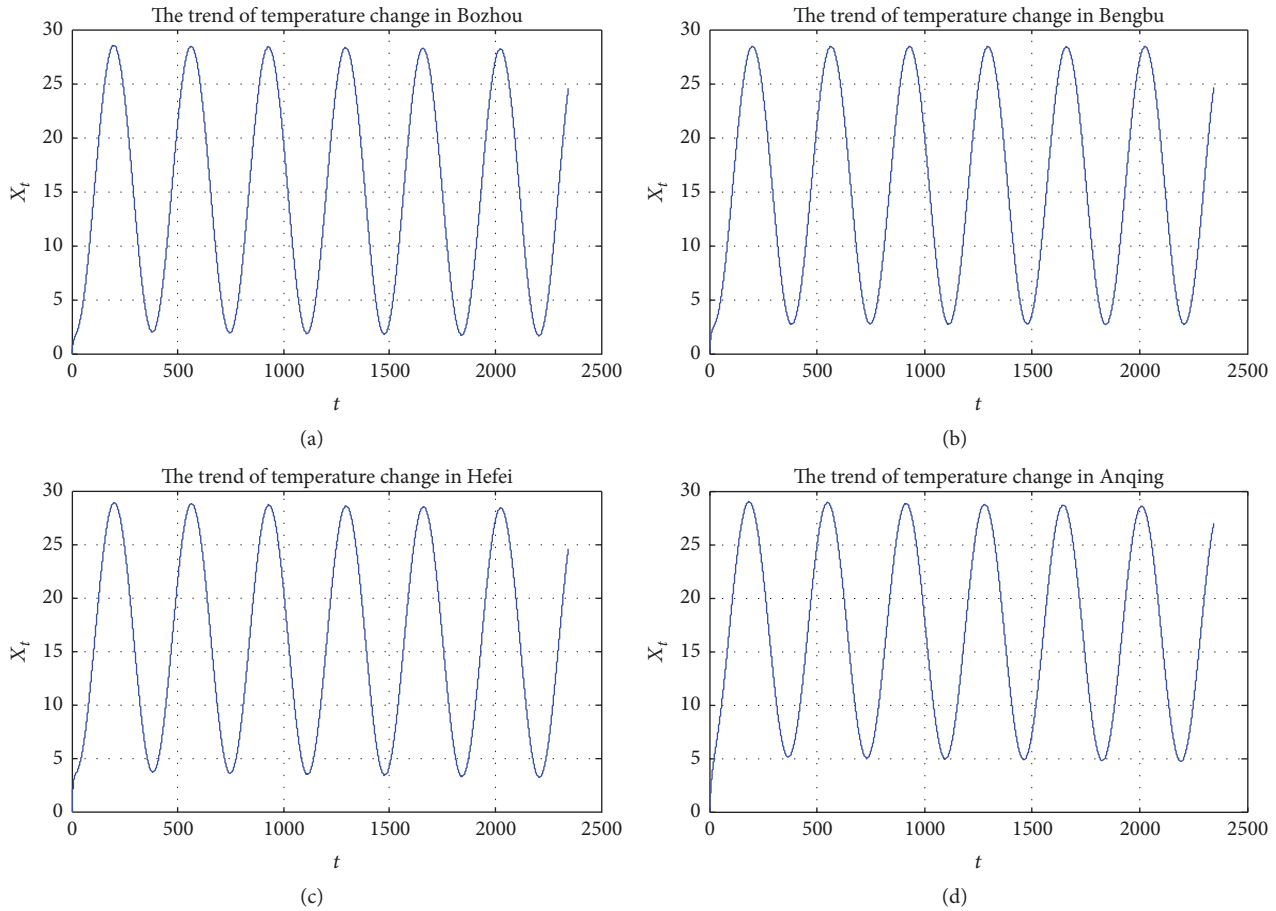 The trend of temperature change in Bozhou
30
25
20
15
10
5
0
X_t
0 500 1000 1500 2000 2500
t
(a)
The trend of temperature change in Bengbu
30
25
20
15
10
5
0
X_t
0 500 1000 1500 2000 2500
t
(b)
The trend of temperature change in Hefei
30
25
20
15
10
5
0
X_t
0 500 1000 1500 2000 2500
t
(c)
The trend of temperature change in Anqing
30
25
20
15
10
5
0
X_t
0 500 1000 1500 2000 2500
t
(d)